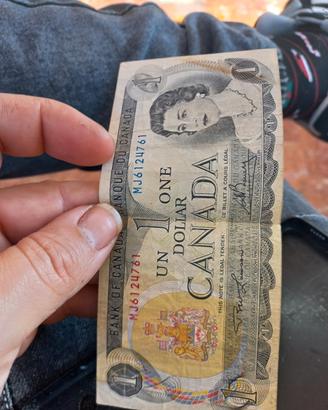 BANK OF CANADA - BANQUE DU CANADA
MJ6124761
MJ6124761
1
UN ONE
DOLLAR
CANADA
THIS NOTE IS LEGAL TENDER
CE BILLET A COURS LEGAL
1
1
1